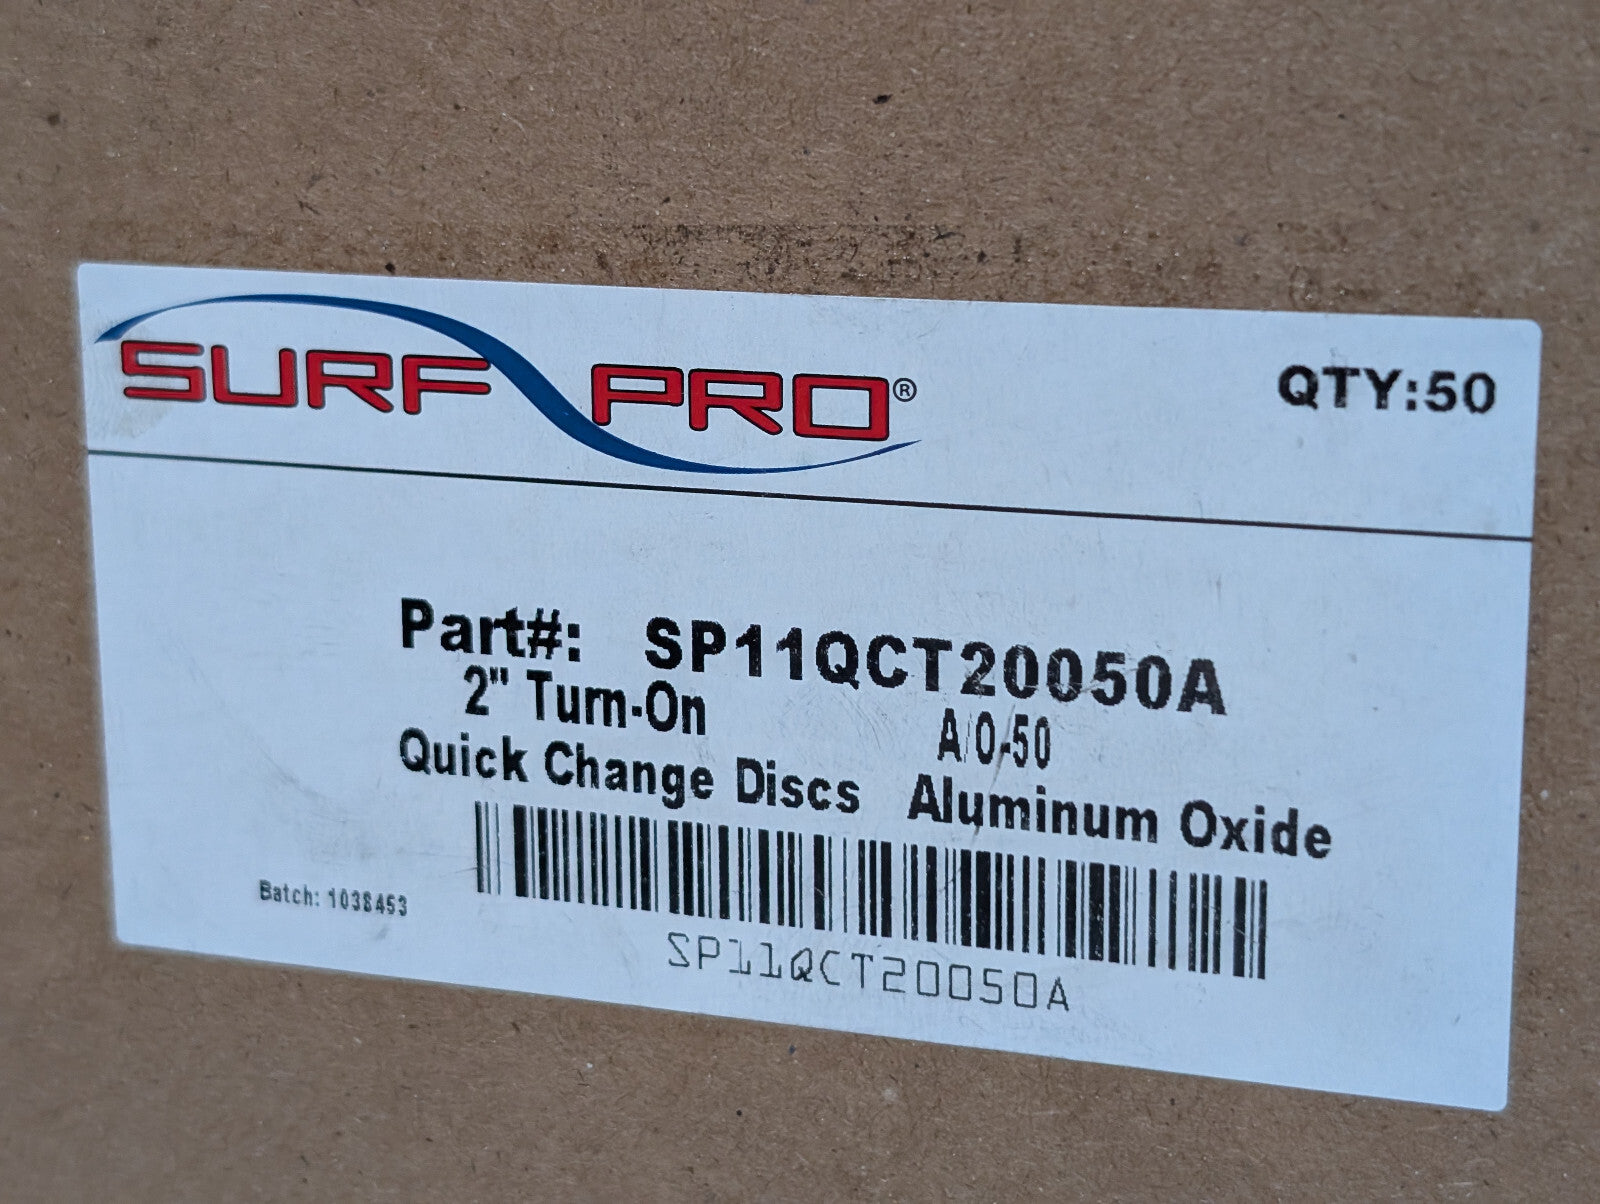 SURF PRO®
QTY:50
Part#: SP11QCT20050A
2" Turn-On A/O-50
Quick Change Discs Aluminum Oxide
Batch: 1038453
SP11QCT20050A